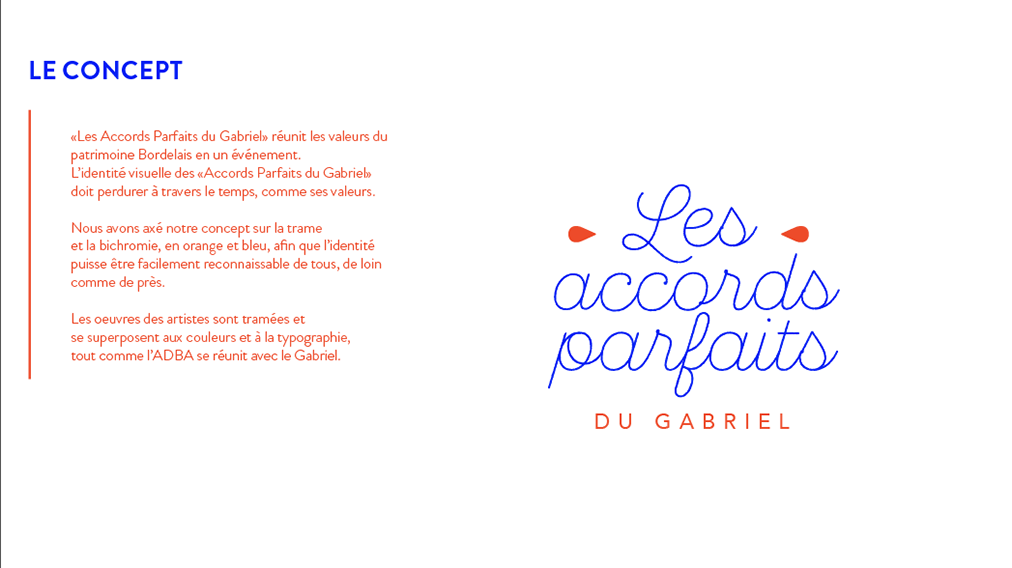 LE CONCEPT
«Les Accords Parfaits du Gabriel» réunit les valeurs du
patrimoine Bordelais en un événement.
L'identité visuelle des «Accords Parfaits du Gabriel»
doit perdurer à travers le temps, comme ses valeurs.
Nous avons axé notre concept sur la trame
et la bichromie, en orange et bleu, afin que l'identité
puisse être facilement reconnaissable de tous, de loin
comme de près.
Les oeuvres des artistes sont tramées et
se superposent aux couleurs et à la typographie,
tout comme l'ADBA se réunit avec le Gabriel.
Les
accords
parfaits
DU GABRIEL